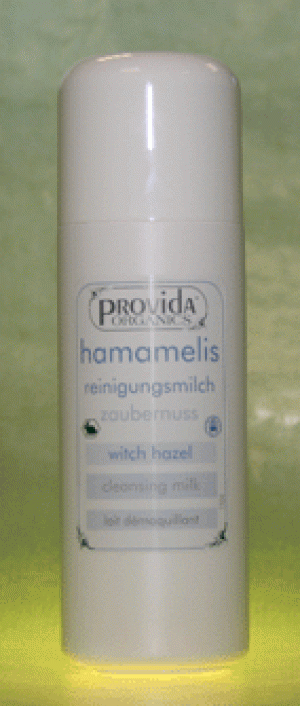 PROVIDA
ORGANICS
hamamelis
reinigungsmilch
zaubernuss
witch hazel
cleansing milk
lait démaquillant